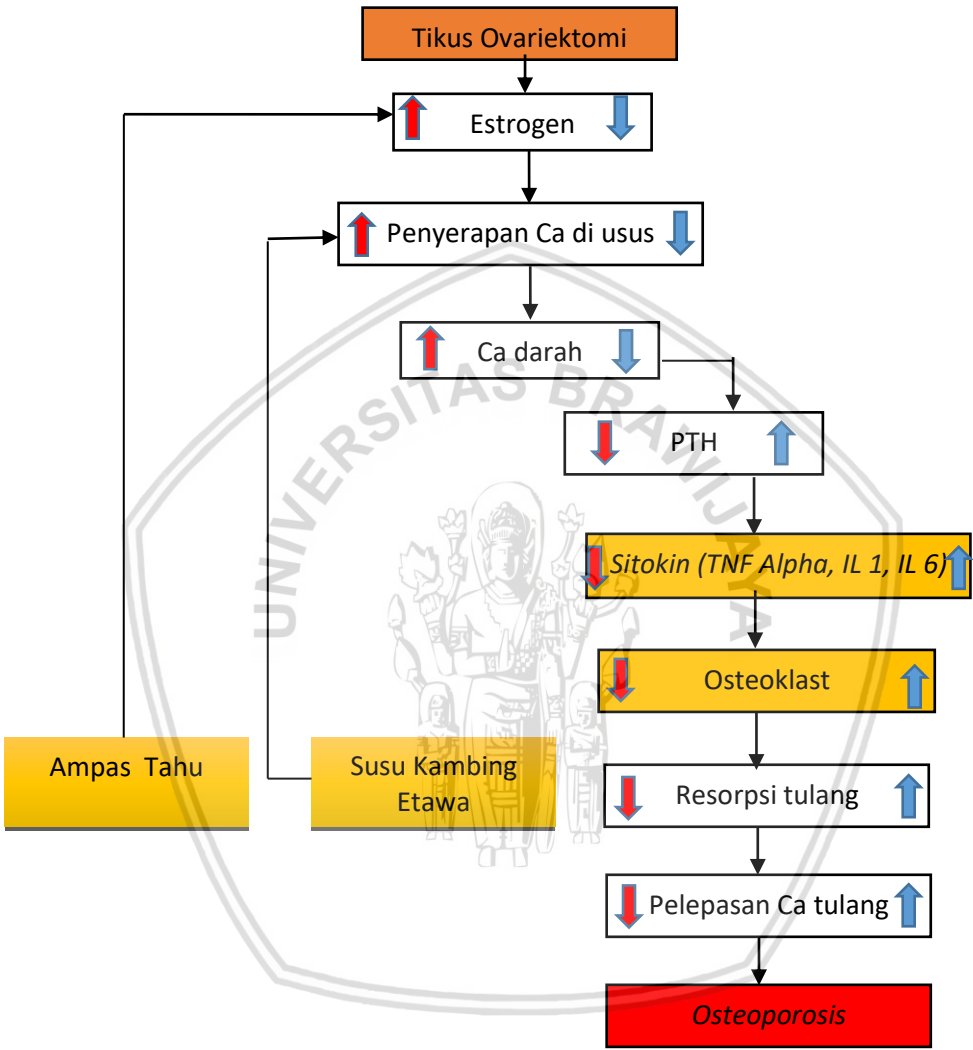 Tikus Ovariektomi
Estrogen
Penyerapan Ca di usus
Ca darah
PTH
Sitokin (TNF Alpha, IL 1, IL 6)
Osteoklast
Ampas Tahu
Susu Kambing
Etawa
Resorpsi tulang
Pelepasan Ca tulang
Osteoporosis
UNIVERSITAS BRAWIJAYA